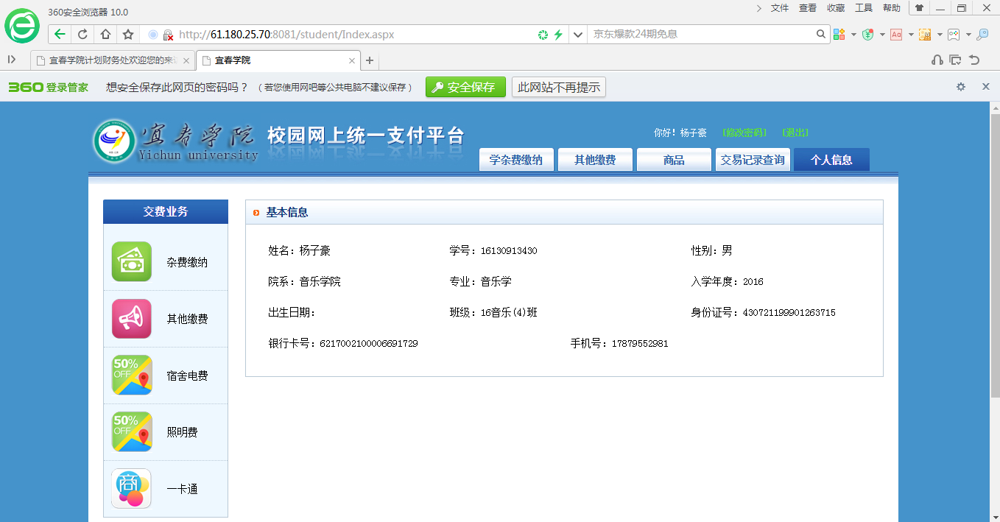 360安全浏览器 10.0
文件 查看 收藏 工具 帮助
http://61.180.25.70:8081/student/Index.aspx
京东爆款24期免息
宜春学院计划财务处欢迎您的来
宜春学院
360登录管家 想安全保存此网页的密码吗？（若您使用网吧等公共电脑不建议保存） 安全保存 此网站不再提示
宜春学院 校园网上统一支付平台
Yichun university
你好！杨子豪 [修改密码] [退出]
学杂费缴纳 其他缴费 商品 交易记录查询 个人信息
交费业务
杂费缴纳
其他缴费
50%
OFF
宿舍电费
50%
OFF
照明费
商
一卡通
基本信息
姓名：杨子豪 学号：16130913430 性别：男
院系：音乐学院 专业：音乐学 入学年度：2016
出生日期： 班级：16音乐(4)班 身份证号：430721199901263715
银行卡号：6217002100006691729 手机号：17879552981